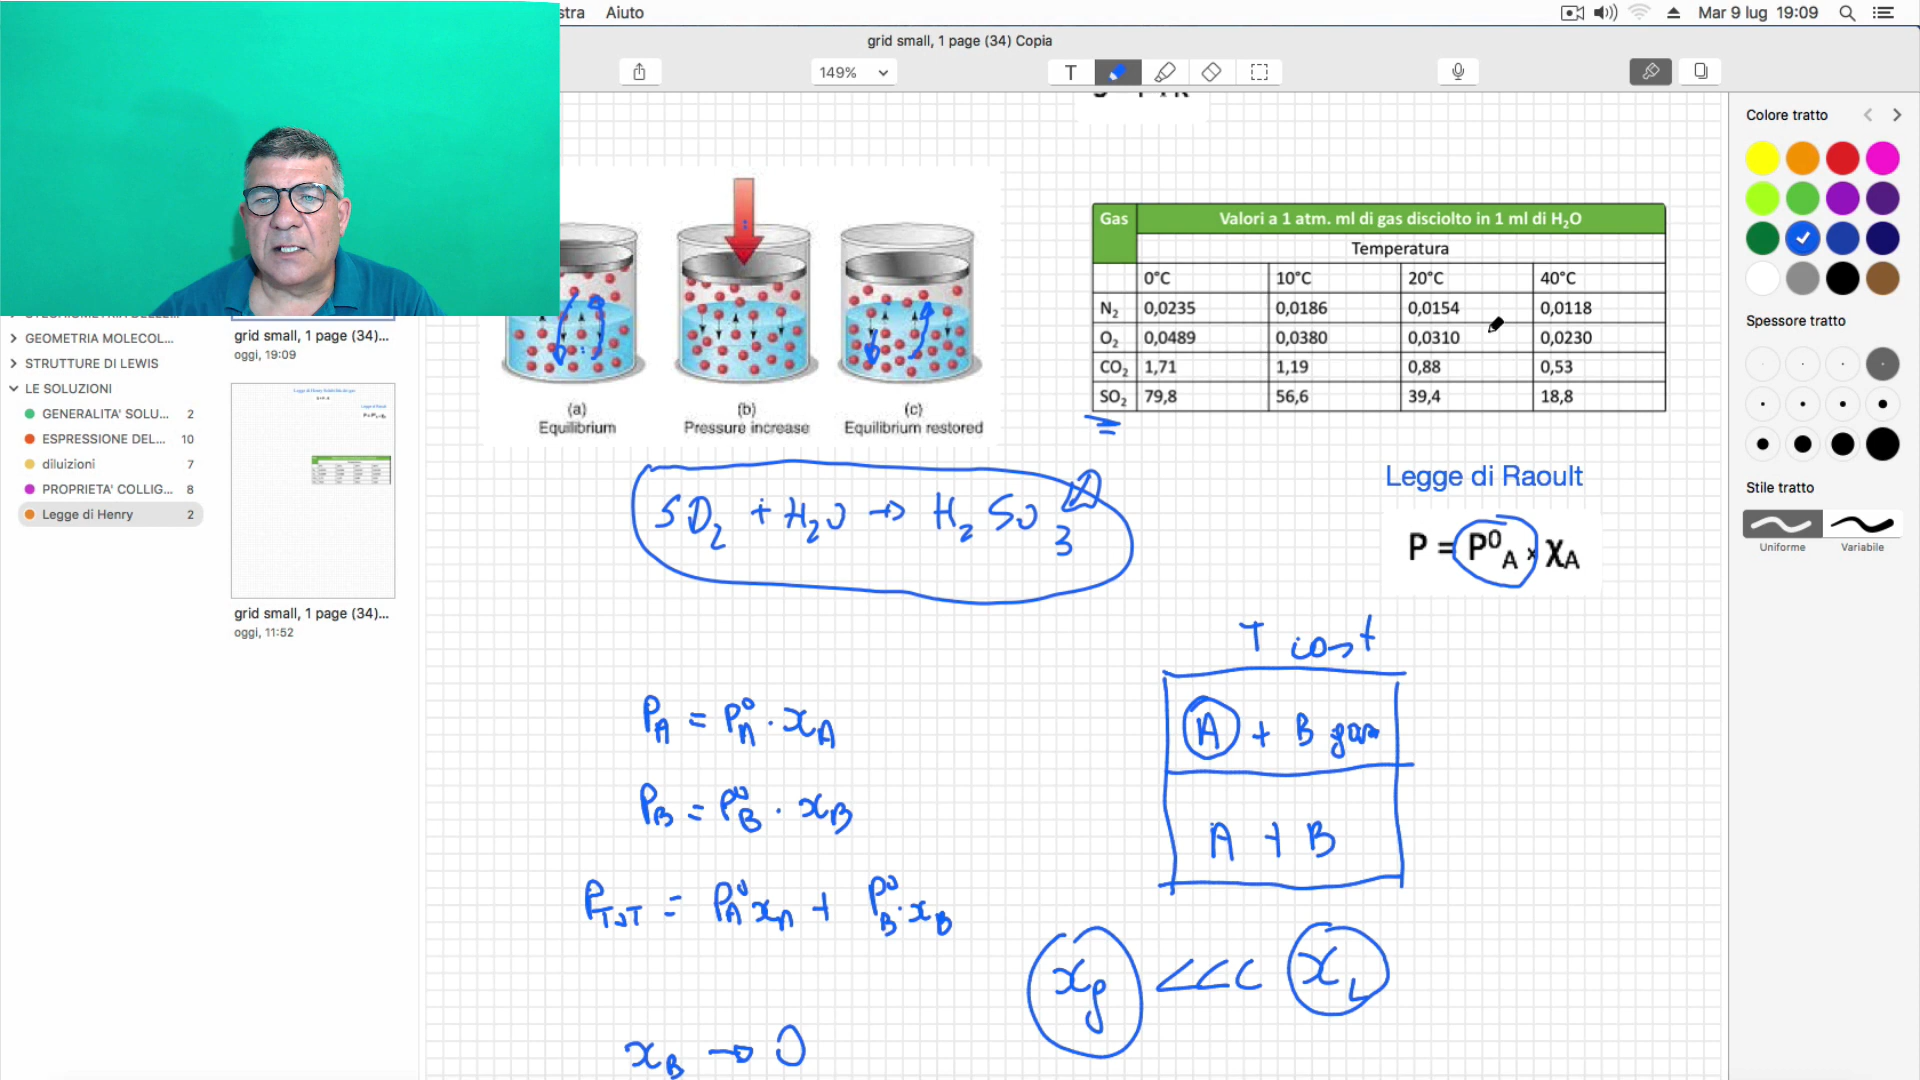 stra Aiuto
Mar 9 lug 19:09
grid small, 1 page (34) Copia
149%
T
GEOMETRIA MOLECOL...
STRUTTURE DI LEWIS
LE SOLUZIONI
GENERALITA' SOLU... 2
ESPRESSIONE DEL... 10
diluizioni 7
PROPRIETA' COLLIG... 8
Legge di Henry 2
grid small, 1 page (34)...
oggi, 19:09
grid small, 1 page (34)...
oggi, 11:52
(a)
Equilibrium
(b)
Pressure increase
(c)
Equilibrium restored
Gas Valori a 1 atm. ml di gas disciolto in 1 ml di H₂O
Temperatura
0°C 10°C 20°C 40°C
N₂ 0,0235 0,0186 0,0154 0,0118
O₂ 0,0489 0,0380 0,0310 0,0230
CO₂ 1,71 1,19 0,88 0,53
SO₂ 79,8 56,6 39,4 18,8
SO₂ + H₂O → H₂SO₃
Legge di Raoult
P = P⁰A × χA
T cost
A + B gas
A + B
PA = P⁰A · xA
PB = P⁰B · xB
PTOT = P⁰A xA + P⁰B · xB
xg <<< xL
xB → 0
Colore tratto
Spessore tratto
Stile tratto
Uniforme Variabile